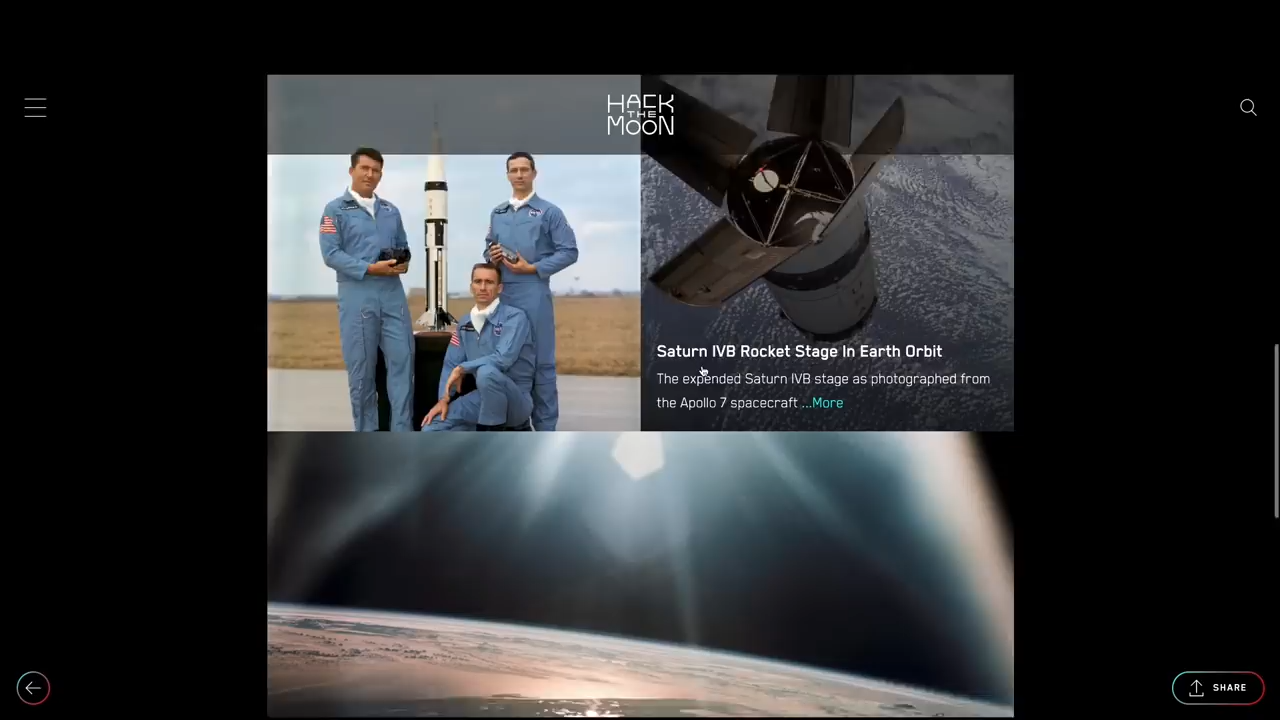 HACK
THE
MOON
Saturn IVB Rocket Stage In Earth Orbit
The expended Saturn IVB stage as photographed from
the Apollo 7 spacecraft ...More
SHARE